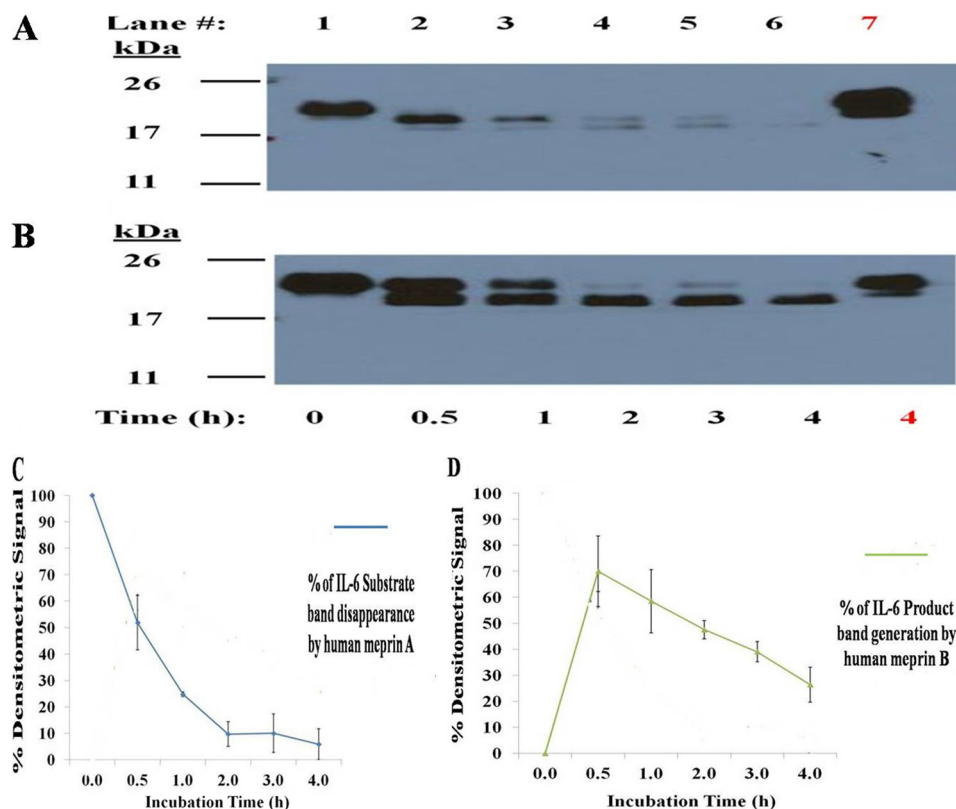 A
Lane #: 1 2 3 4 5 6 7
kDa
26
17
11
B
kDa
26
17
11
Time (h): 0 0.5 1 2 3 4 4
C
% Densitometric Signal
100
90
80
70
60
50
40
30
20
10
0
0.0 0.5 1.0 2.0 3.0 4.0
Incubation Time (h)
% of IL-6 Substrate
band disappearance
by human meprin A
D
% Densitometric Signal
100
90
80
70
60
50
40
30
20
10
0
0.0 0.5 1.0 2.0 3.0 4.0
Incubation Time (h)
% of IL-6 Product
band generation by
human meprin B